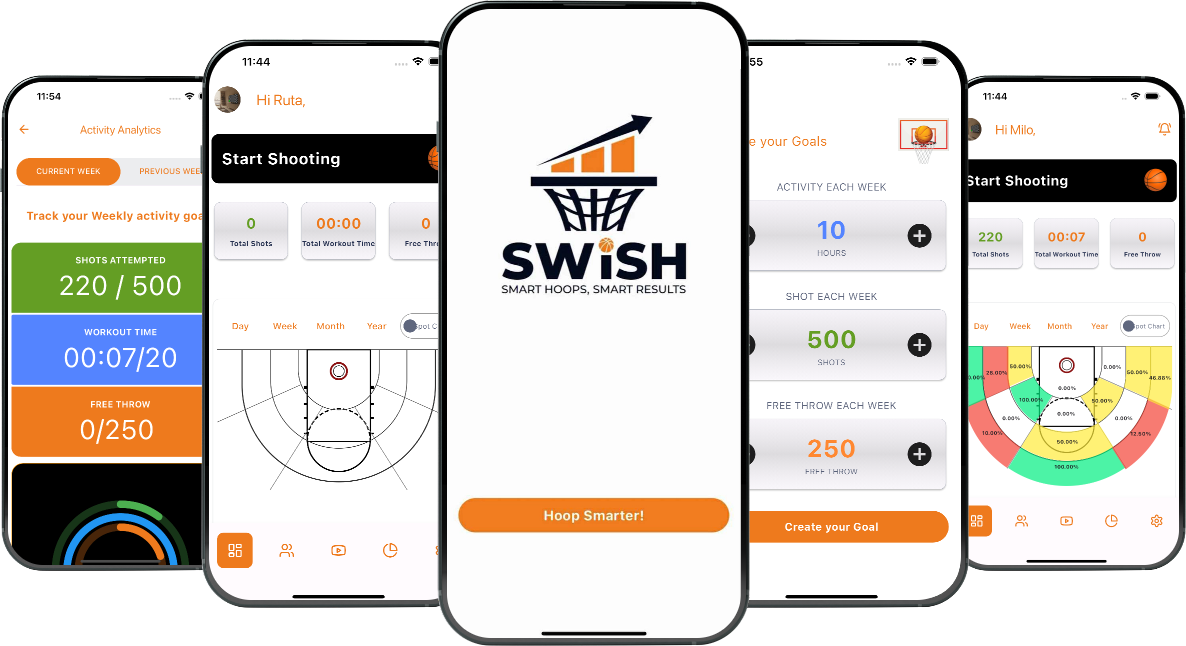 11:54
Activity Analytics
CURRENT WEEK
PREVIOUS WEE
Track your Weekly activity goa
SHOTS ATTEMPTED
220 / 500
WORKOUT TIME
00:07/20
FREE THROW
0/250
11:44
Hi Ruta,
Start Shooting
0
Total Shots
00:00
Total Workout Time
0
Free Thro
Day
Week
Month
Year
pot Ch
SWiSH
SMART HOOPS, SMART RESULTS
Hoop Smarter!
55
e your Goals
ACTIVITY EACH WEEK
10
HOURS
SHOT EACH WEEK
500
SHOTS
FREE THROW EACH WEEK
250
FREE THROW
Create your Goal
11:44
Hi Milo,
Start Shooting
220
Total Shots
00:07
Total Workout Time
0
Free Throw
Day
Week
Month
Year
pot Chart
50.00%
0.00%
28.00%
50.00%
46.88%
0.00%
0.00%
100.00%
50.00%
0.00%
0.00%
0.00%
10.00%
12.50%
50.00%
100.00%